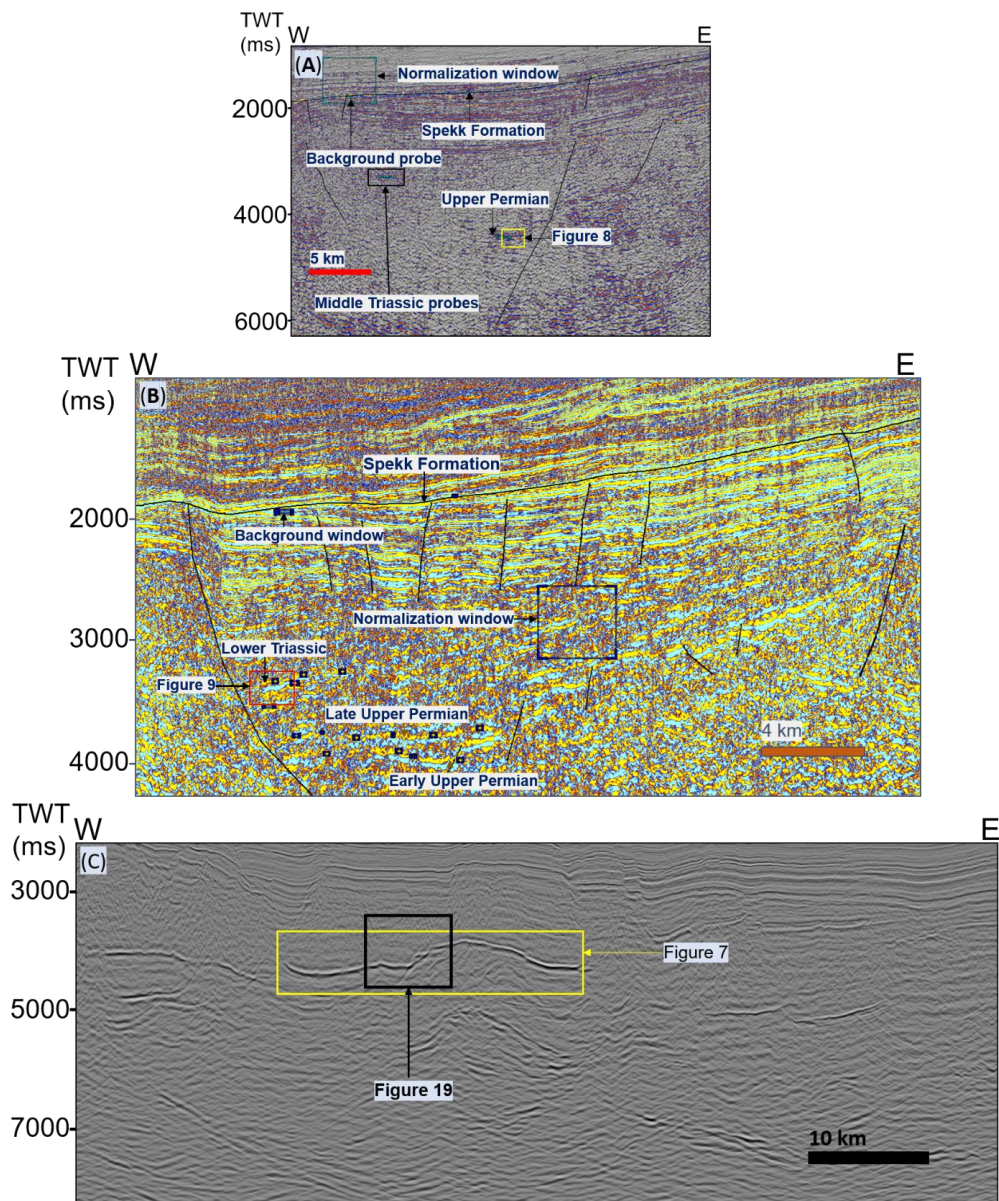 TWT
(ms)
W
E
(A)
Normalization window
2000
Spekk Formation
Background probe
Upper Permian
4000
Figure 8
5 km
Middle Triassic probes
6000
TWT
(ms)
W
E
(B)
Spekk Formation
2000
Background window
Normalization window
3000
Lower Triassic
Figure 9
Late Upper Permian
4 km
4000
Early Upper Permian
TWT
(ms)
W
E
(C)
3000
Figure 7
5000
Figure 19
7000
10 km